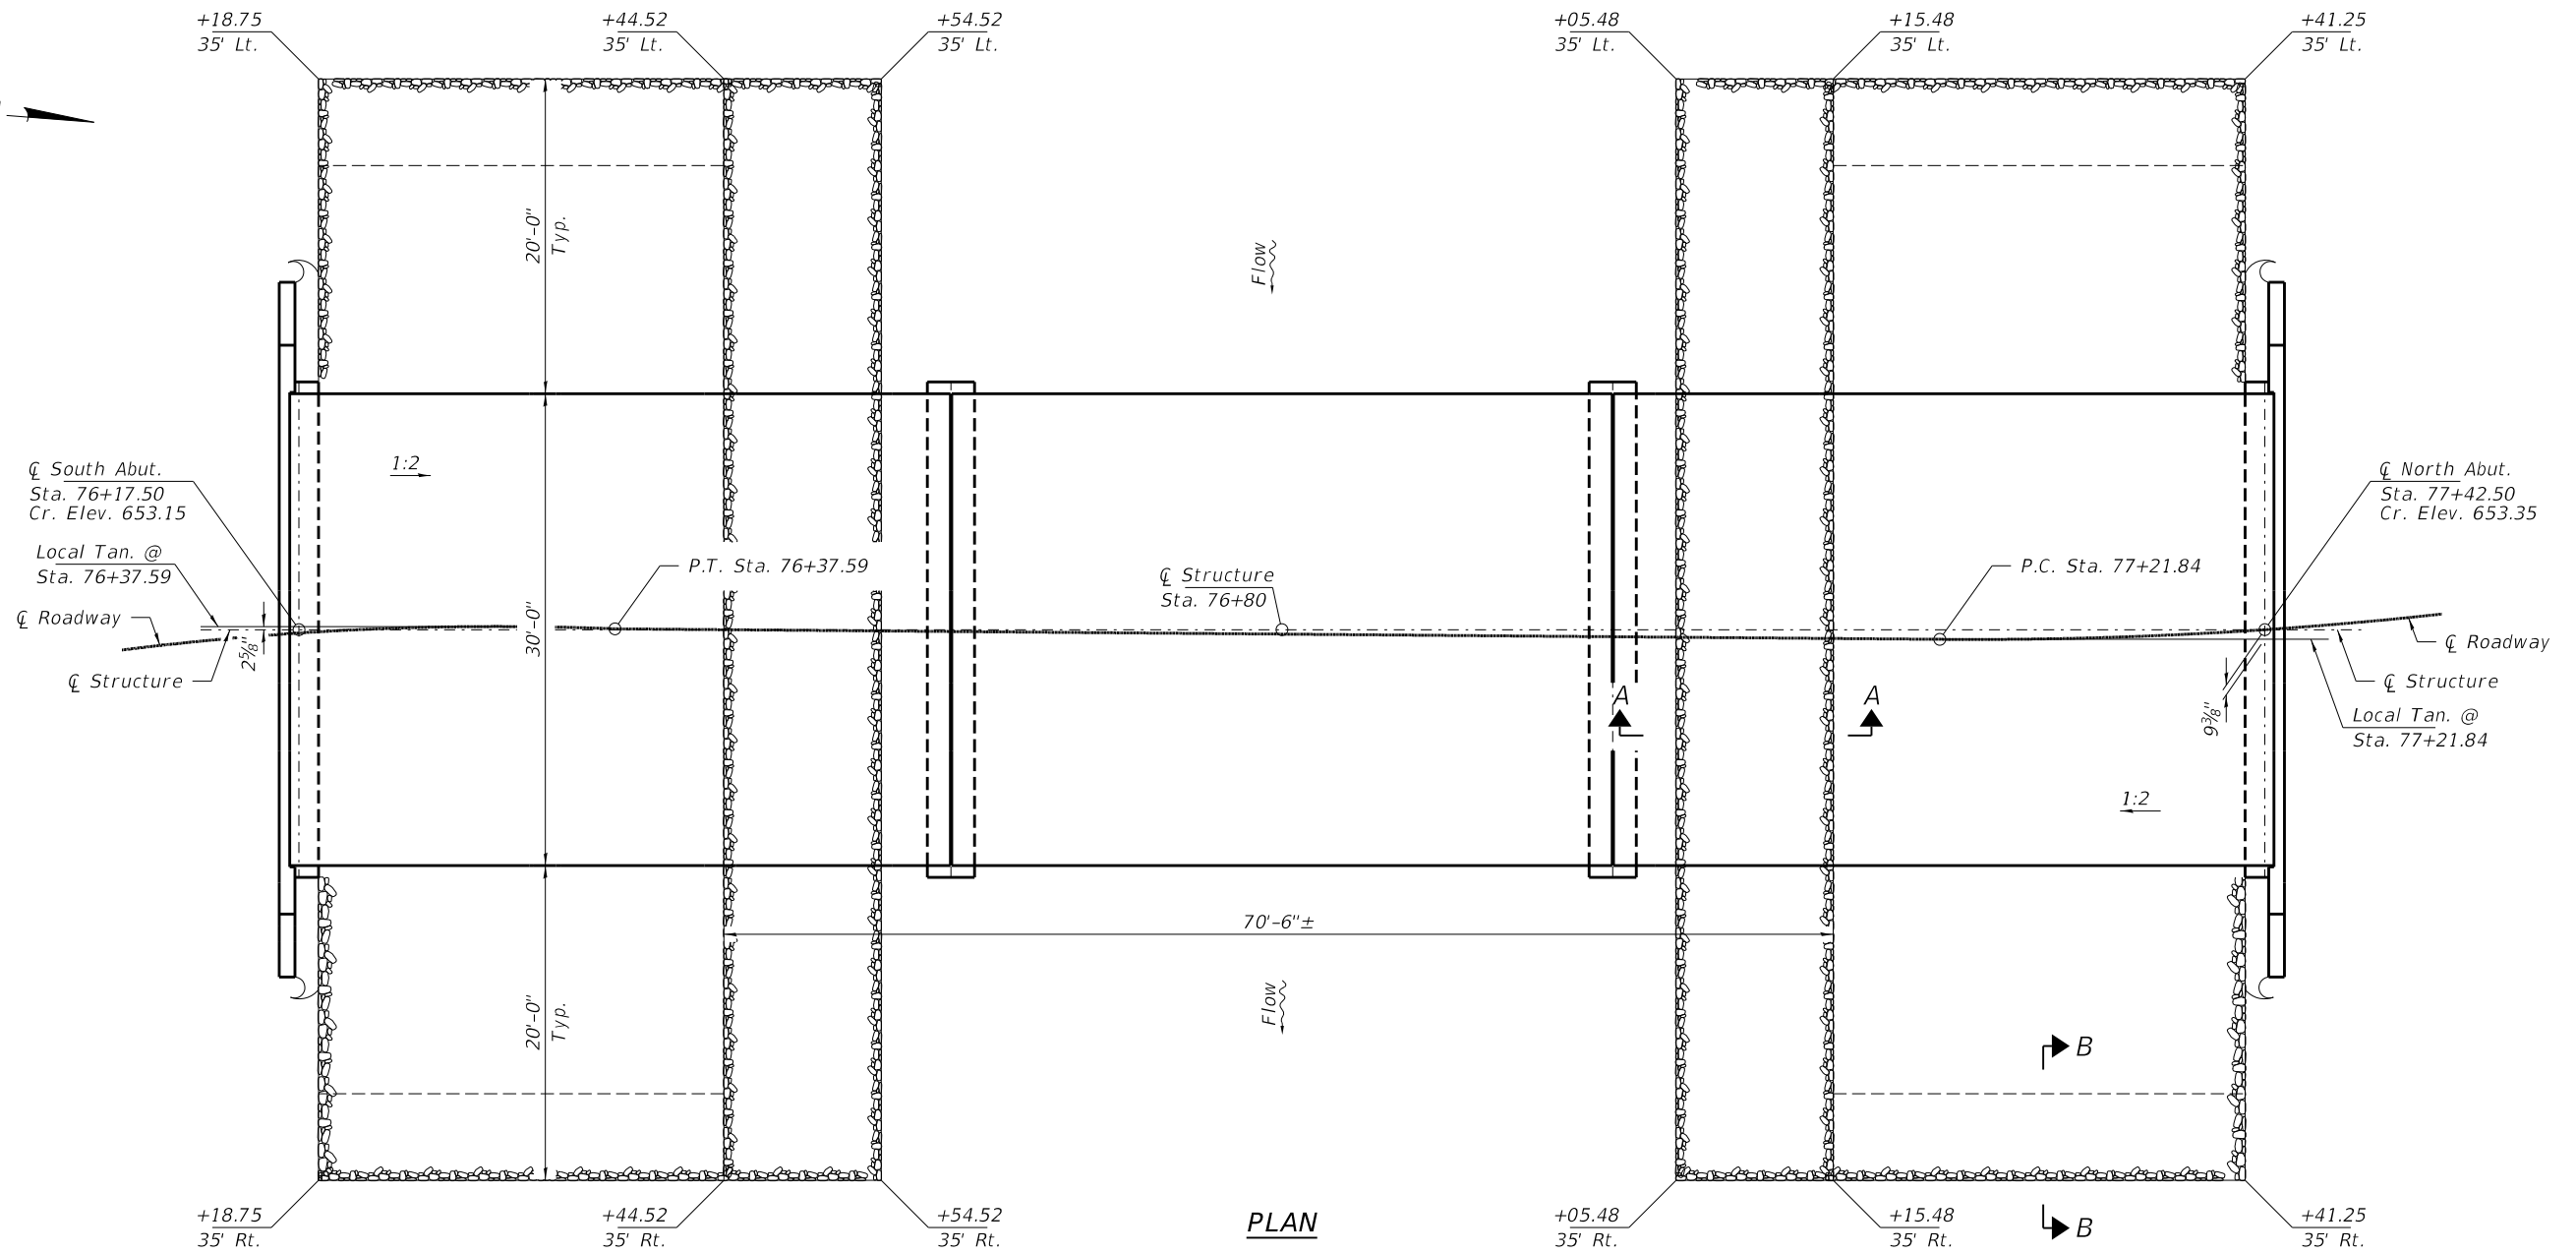 +18.75
35' Lt.
+44.52
35' Lt.
+54.52
35' Lt.
+05.48
35' Lt.
+15.48
35' Lt.
+41.25
35' Lt.
20'-0"
Typ.
Flow
1:2
℄ South Abut.
Sta. 76+17.50
Cr. Elev. 653.15
℄ North Abut.
Sta. 77+42.50
Cr. Elev. 653.35
Local Tan. @
Sta. 76+37.59
P.T. Sta. 76+37.59
℄ Structure
Sta. 76+80
P.C. Sta. 77+21.84
℄ Roadway
2⅝"
30'-0"
℄ Roadway
℄ Structure
℄ Structure
A
A
9⅜"
Local Tan. @
Sta. 77+21.84
1:2
70'-6"±
20'-0"
Typ.
Flow
B
B
+18.75
35' Rt.
+44.52
35' Rt.
+54.52
35' Rt.
PLAN
+05.48
35' Rt.
+15.48
35' Rt.
+41.25
35' Rt.